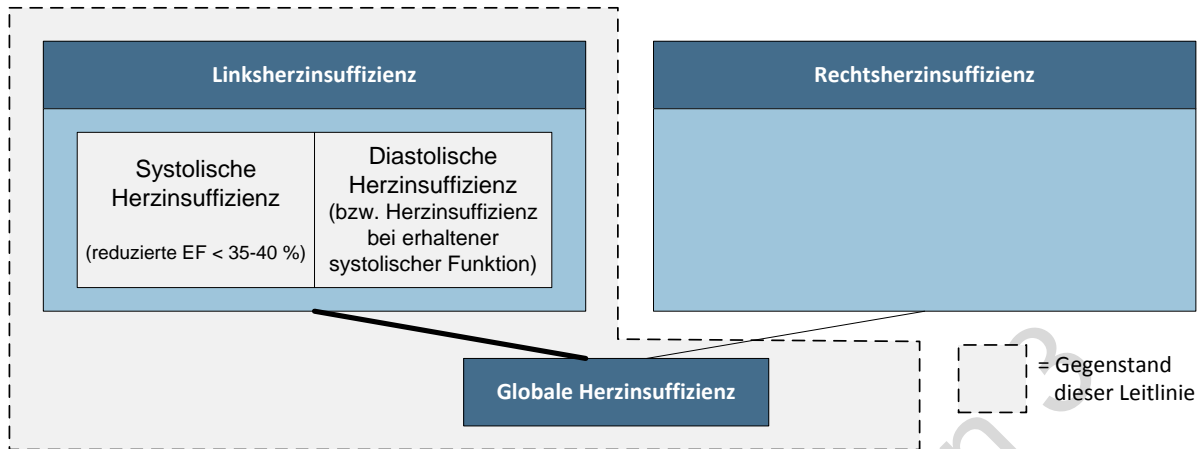 Linksherzinsuffizienz
Systolische
Herzinsuffizienz
(reduzierte EF < 35-40 %)
Diastolische
Herzinsuffizienz
(bzw. Herzinsuffizienz
bei erhaltener
systolischer Funktion)
Rechtsherzinsuffizienz
Globale Herzinsuffizienz
= Gegenstand
dieser Leitlinie
n 3